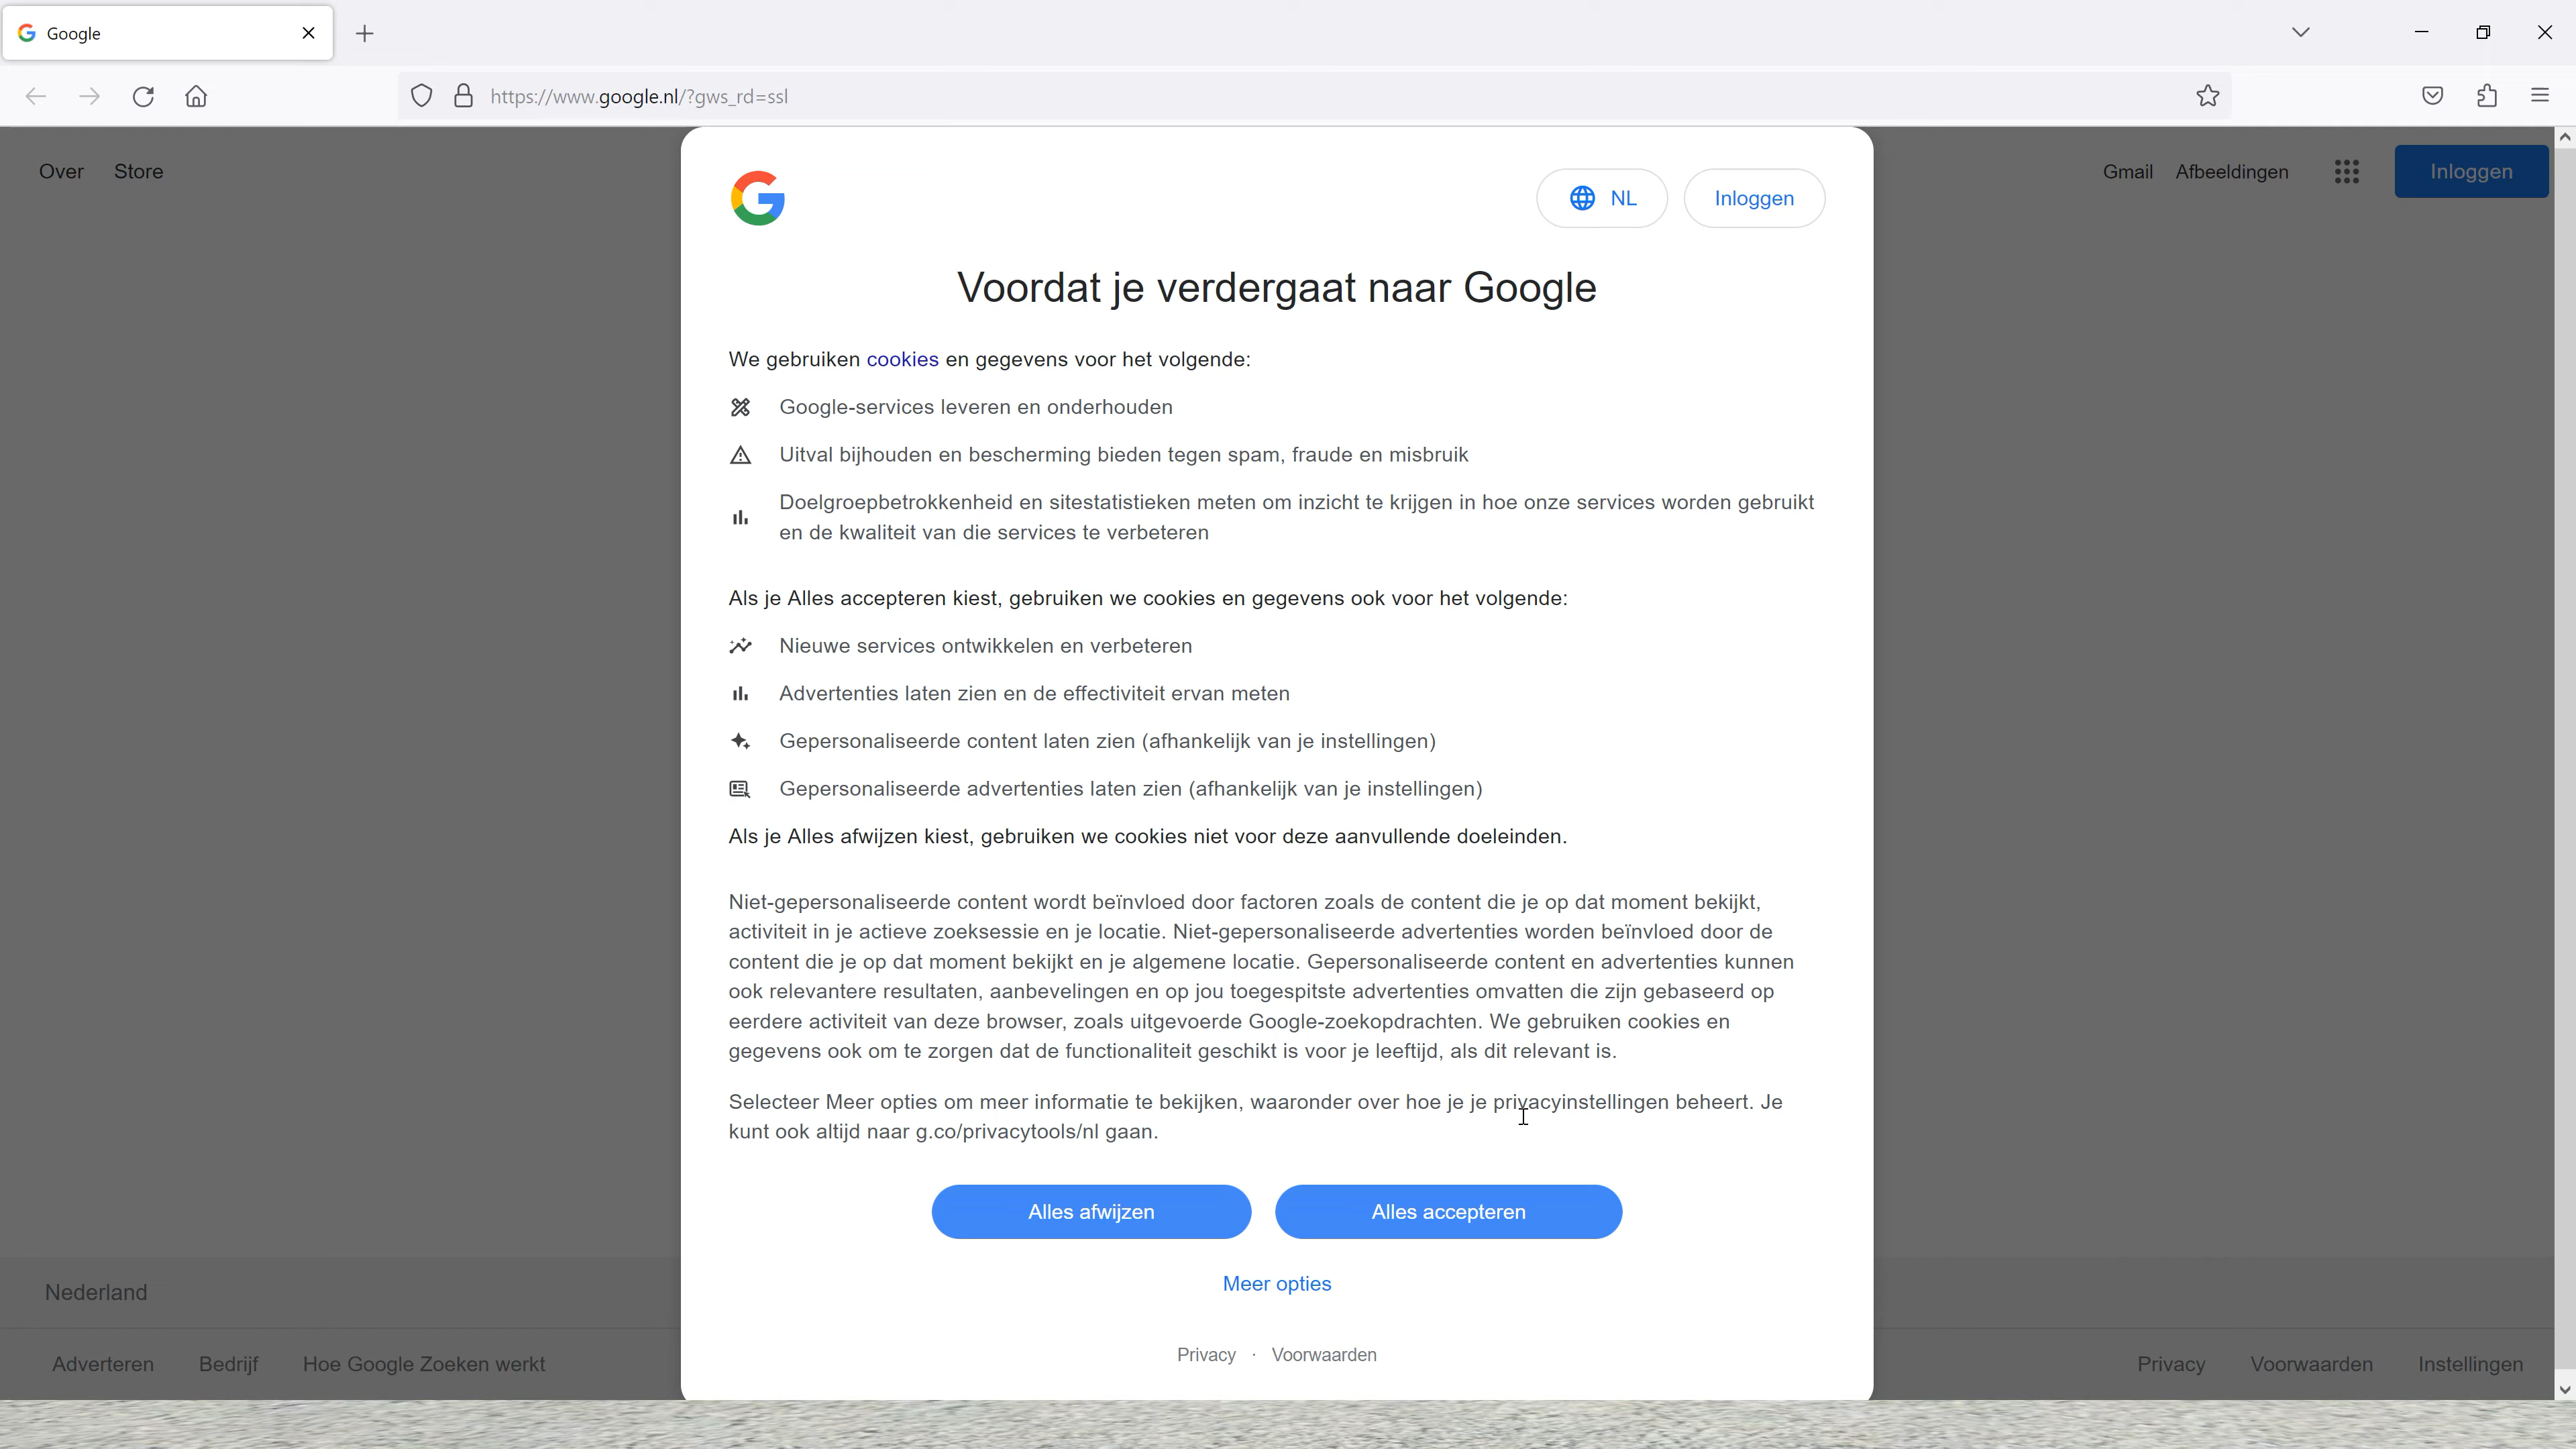 Google
https://www.google.nl/?gws_rd=ssl
Over Store
Gmail Afbeeldingen Inloggen
NL Inloggen
Voordat je verdergaat naar Google
We gebruiken cookies en gegevens voor het volgende:
Google-services leveren en onderhouden
Uitval bijhouden en bescherming bieden tegen spam, fraude en misbruik
Doelgroepbetrokkenheid en sitestatistieken meten om inzicht te krijgen in hoe onze services worden gebruikt
en de kwaliteit van die services te verbeteren
Als je Alles accepteren kiest, gebruiken we cookies en gegevens ook voor het volgende:
Nieuwe services ontwikkelen en verbeteren
Advertenties laten zien en de effectiviteit ervan meten
Gepersonaliseerde content laten zien (afhankelijk van je instellingen)
Gepersonaliseerde advertenties laten zien (afhankelijk van je instellingen)
Als je Alles afwijzen kiest, gebruiken we cookies niet voor deze aanvullende doeleinden.
Niet-gepersonaliseerde content wordt beïnvloed door factoren zoals de content die je op dat moment bekijkt,
activiteit in je actieve zoeksessie en je locatie. Niet-gepersonaliseerde advertenties worden beïnvloed door de
content die je op dat moment bekijkt en je algemene locatie. Gepersonaliseerde content en advertenties kunnen
ook relevantere resultaten, aanbevelingen en op jou toegespitste advertenties omvatten die zijn gebaseerd op
eerdere activiteit van deze browser, zoals uitgevoerde Google-zoekopdrachten. We gebruiken cookies en
gegevens ook om te zorgen dat de functionaliteit geschikt is voor je leeftijd, als dit relevant is.
Selecteer Meer opties om meer informatie te bekijken, waaronder over hoe je je privacyinstellingen beheert. Je
kunt ook altijd naar g.co/privacytools/nl gaan.
Alles afwijzen Alles accepteren
Meer opties
Nederland
Privacy · Voorwaarden
Adverteren Bedrijf Hoe Google Zoeken werkt
Privacy Voorwaarden Instellingen